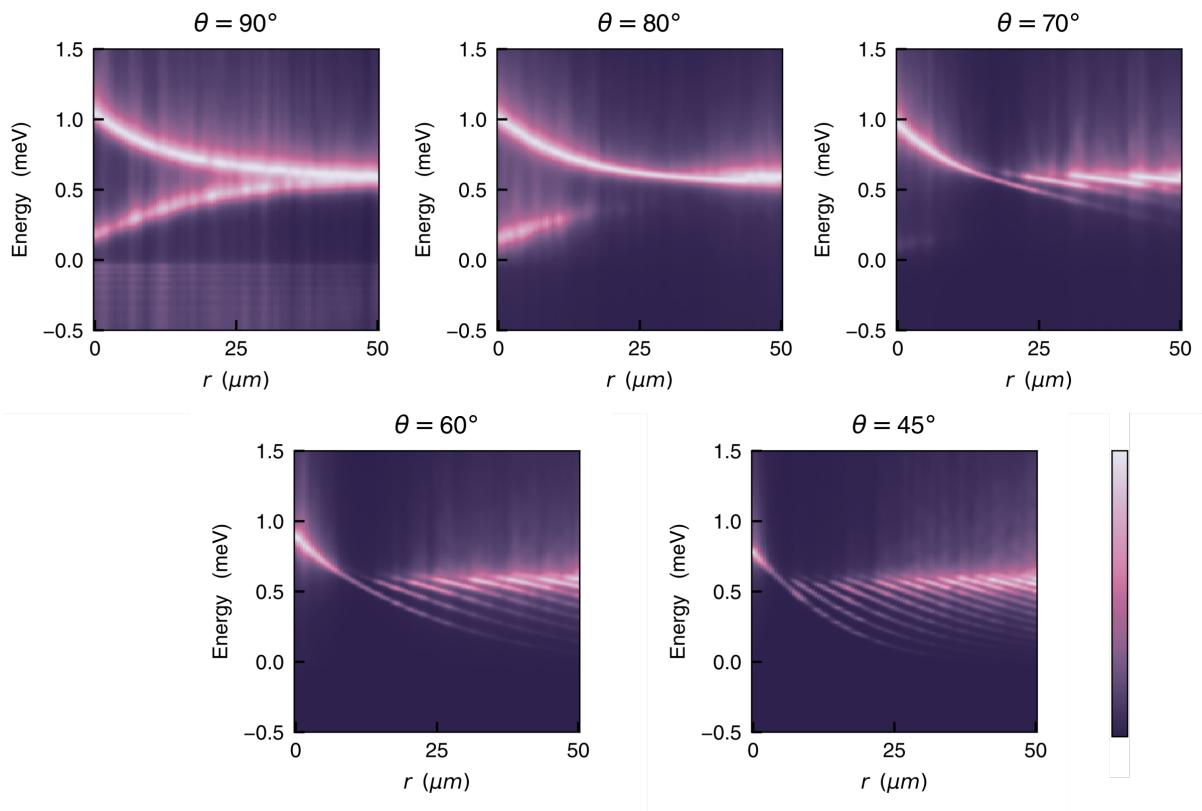 θ = 90°
1.5
1.0
0.5
0.0
−0.5
Energy (meV)
0 25 50
r (μm)
θ = 80°
1.5
1.0
0.5
0.0
−0.5
Energy (meV)
0 25 50
r (μm)
θ = 70°
1.5
1.0
0.5
0.0
−0.5
Energy (meV)
0 25 50
r (μm)
θ = 60°
1.5
1.0
0.5
0.0
−0.5
Energy (meV)
0 25 50
r (μm)
θ = 45°
1.5
1.0
0.5
0.0
−0.5
Energy (meV)
0 25 50
r (μm)